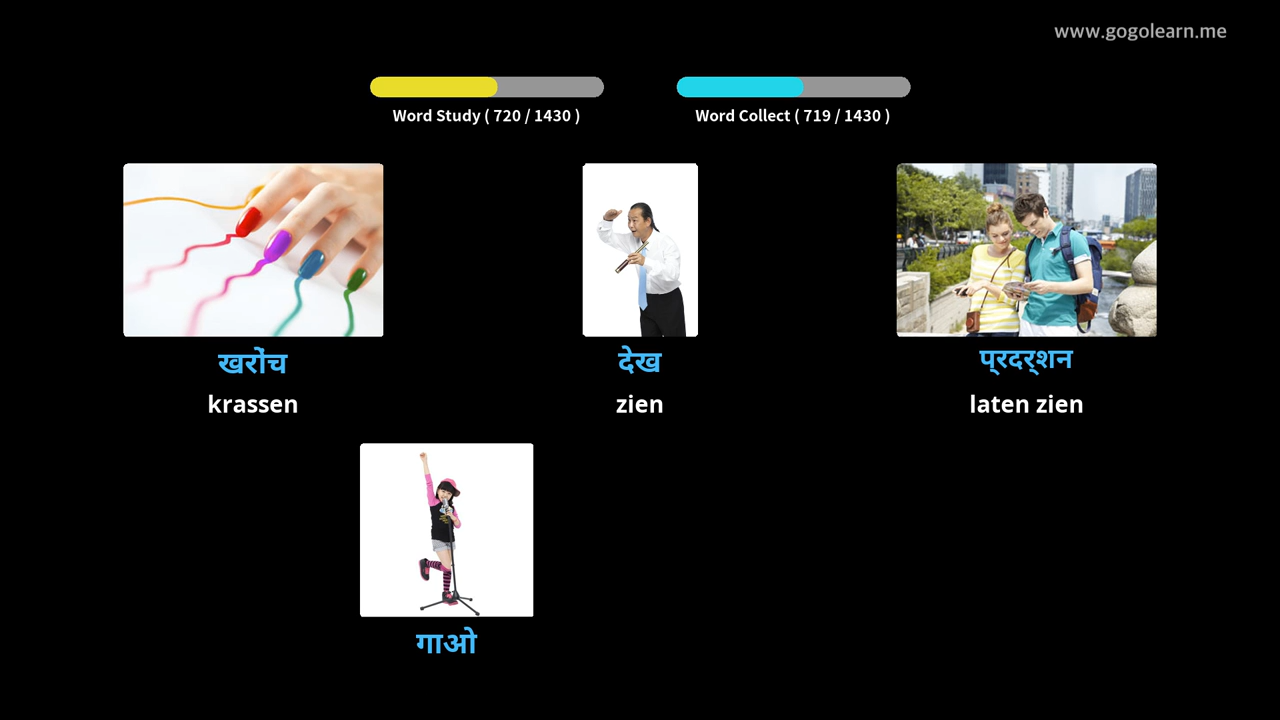 www.gogolearn.me
Word Study ( 720 / 1430 )
Word Collect ( 719 / 1430 )
खरोंच
देख
प्रदर्शन
krassen
zien
laten zien
गाओ